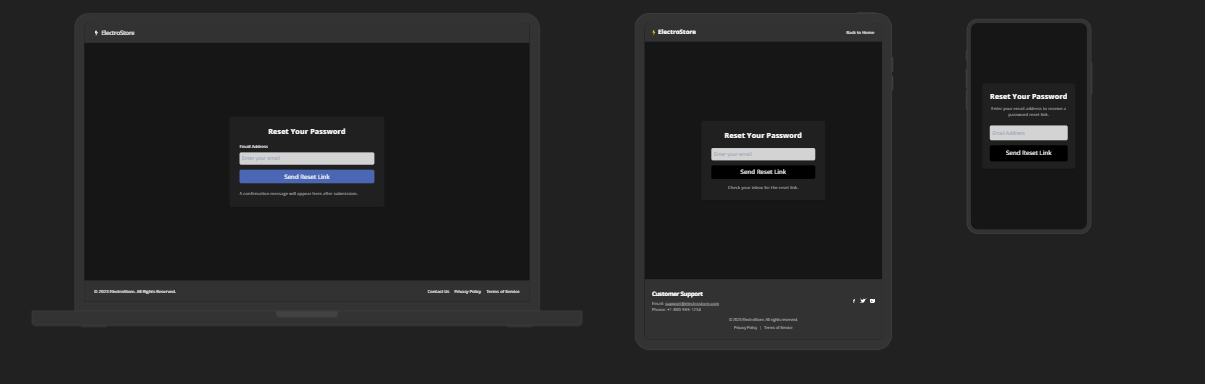 ElectroStore
Reset Your Password
Email Address
Enter your email
Send Reset Link
A confirmation message will appear here after submission.
© 2023 ElectroStore. All Rights Reserved.
Contact Us Privacy Policy Terms of Service
ElectroStore
Back to Home
Reset Your Password
Enter your email
Send Reset Link
Check your inbox for the reset link.
Customer Support
Email: support@electrostore.com
Phone: +1 800 555 1234
© 2023 ElectroStore. All rights reserved.
Privacy Policy | Terms of Service
Reset Your Password
Enter your email address to receive a
password reset link.
Email Address
Send Reset Link